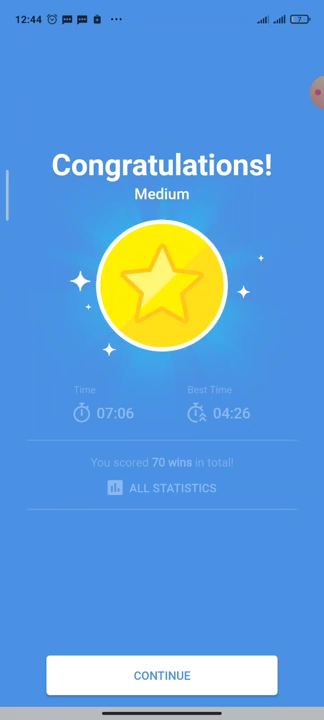 12:44
7
Congratulations!
Medium
Time
Best Time
07:06
04:26
You scored 70 wins in total!
ALL STATISTICS
CONTINUE